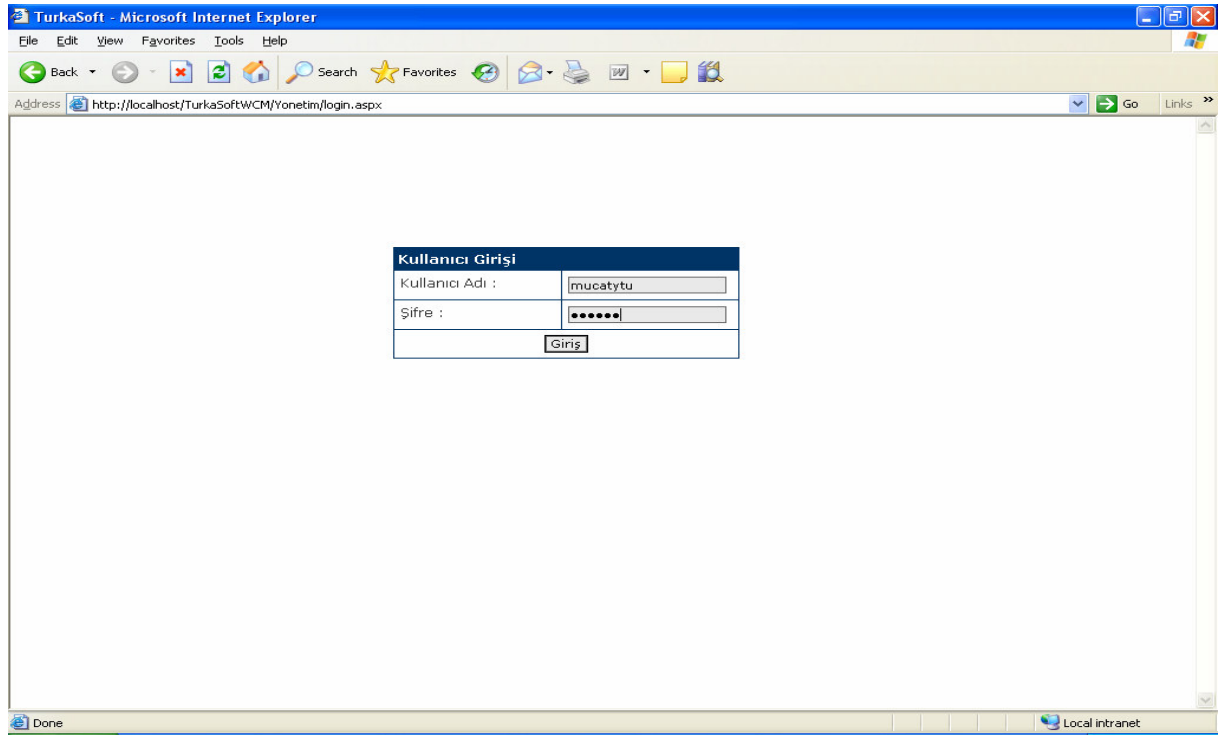 TurkaSoft - Microsoft Internet Explorer
File Edit View Favorites Tools Help
Back Search Favorites
Address http://localhost/TurkaSoftWCM/Yonetim/login.aspx Go Links »
Kullanıcı Girişi
Kullanıcı Adı : mucatytu
Şifre : ••••••
Giriş
Done Local intranet